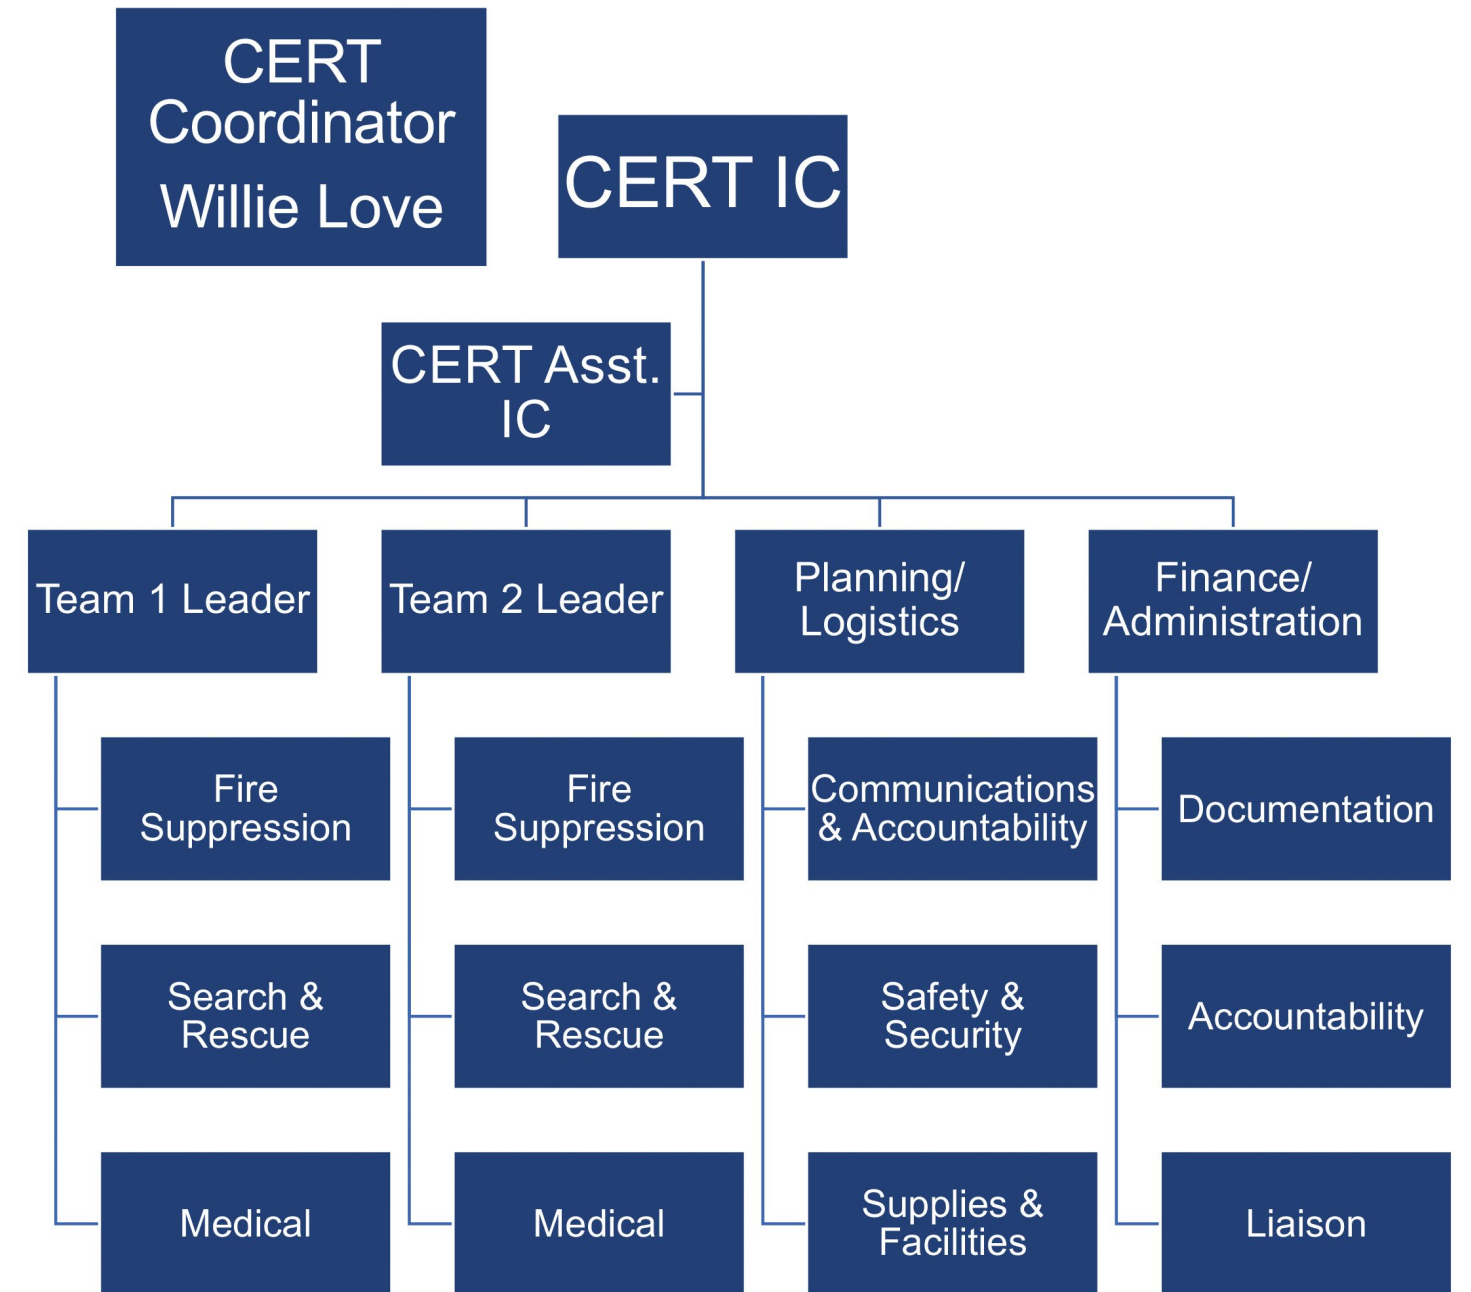 CERT
Coordinator
Willie Love
CERT IC
CERT Asst.
IC
Team 1 Leader
Team 2 Leader
Planning/
Logistics
Finance/
Administration
Fire
Suppression
Fire
Suppression
Communications
& Accountability
Documentation
Search &
Rescue
Search &
Rescue
Safety &
Security
Accountability
Medical
Medical
Supplies &
Facilities
Liaison